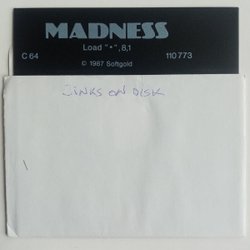 MADNESS
Load "*",8,1
C 64 110773
© 1987 Softgold
JINKS ON DISK